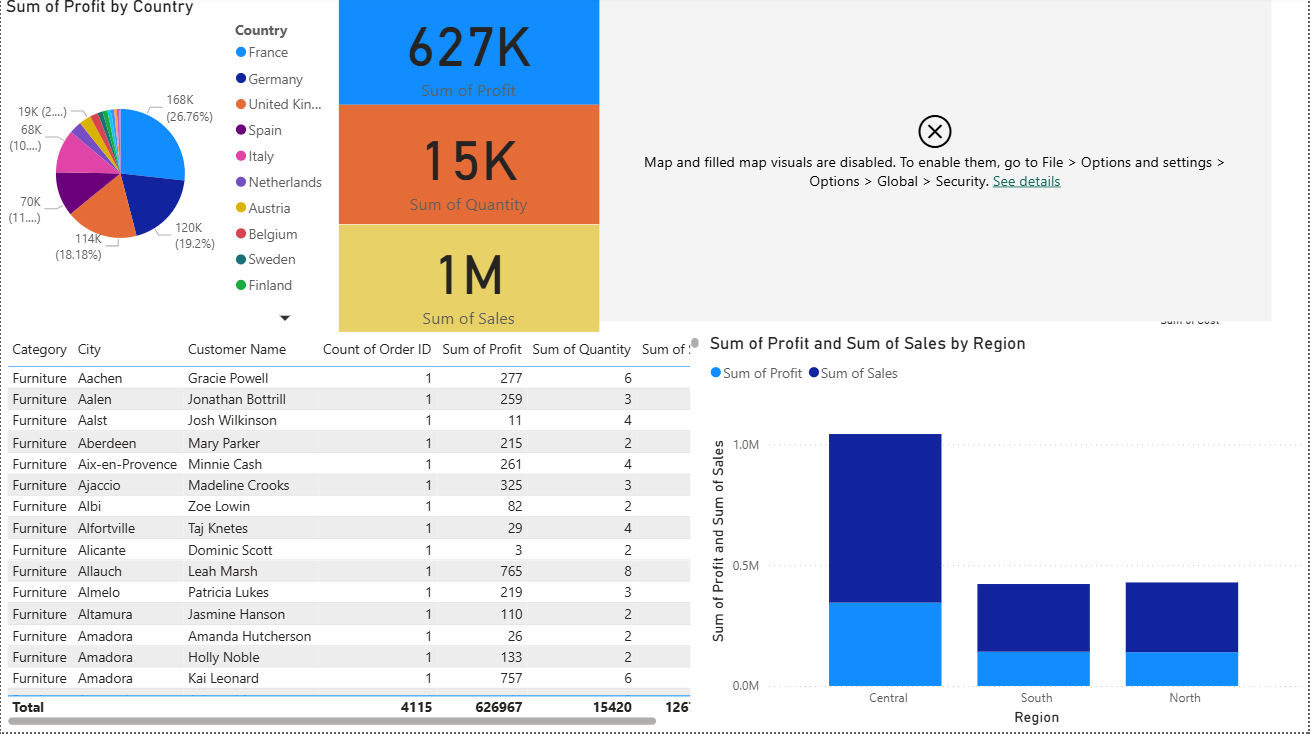 Sum of Profit by Country
Country
France
Germany
United Kin...
Spain
Italy
Netherlands
Austria
Belgium
Sweden
Finland
168K
(26.76%)
120K
(19.2%)
114K
(18.18%)
70K
(11....)
68K
(10....)
19K (2....)
627K
Sum of Profit
15K
Sum of Quantity
1M
Sum of Sales
Map and filled map visuals are disabled. To enable them, go to File > Options and settings >
Options > Global > Security. See details
Sum of Cost
Category City Customer Name Count of Order ID Sum of Profit Sum of Quantity Sum of
Furniture Aachen Gracie Powell 1 277 6
Furniture Aalen Jonathan Bottrill 1 259 3
Furniture Aalst Josh Wilkinson 1 11 4
Furniture Aberdeen Mary Parker 1 215 2
Furniture Aix-en-Provence Minnie Cash 1 261 4
Furniture Ajaccio Madeline Crooks 1 325 3
Furniture Albi Zoe Lowin 1 82 2
Furniture Alfortville Taj Knetes 1 29 4
Furniture Alicante Dominic Scott 1 3 2
Furniture Allauch Leah Marsh 1 765 8
Furniture Almelo Patricia Lukes 1 219 3
Furniture Altamura Jasmine Hanson 1 110 2
Furniture Amadora Amanda Hutcherson 1 26 2
Furniture Amadora Holly Noble 1 133 2
Furniture Amadora Kai Leonard 1 757 6
Total 4115 626967 15420 126
Sum of Profit and Sum of Sales by Region
Sum of Profit Sum of Sales
Sum of Profit and Sum of Sales
1.0M
0.5M
0.0M
Central South North
Region